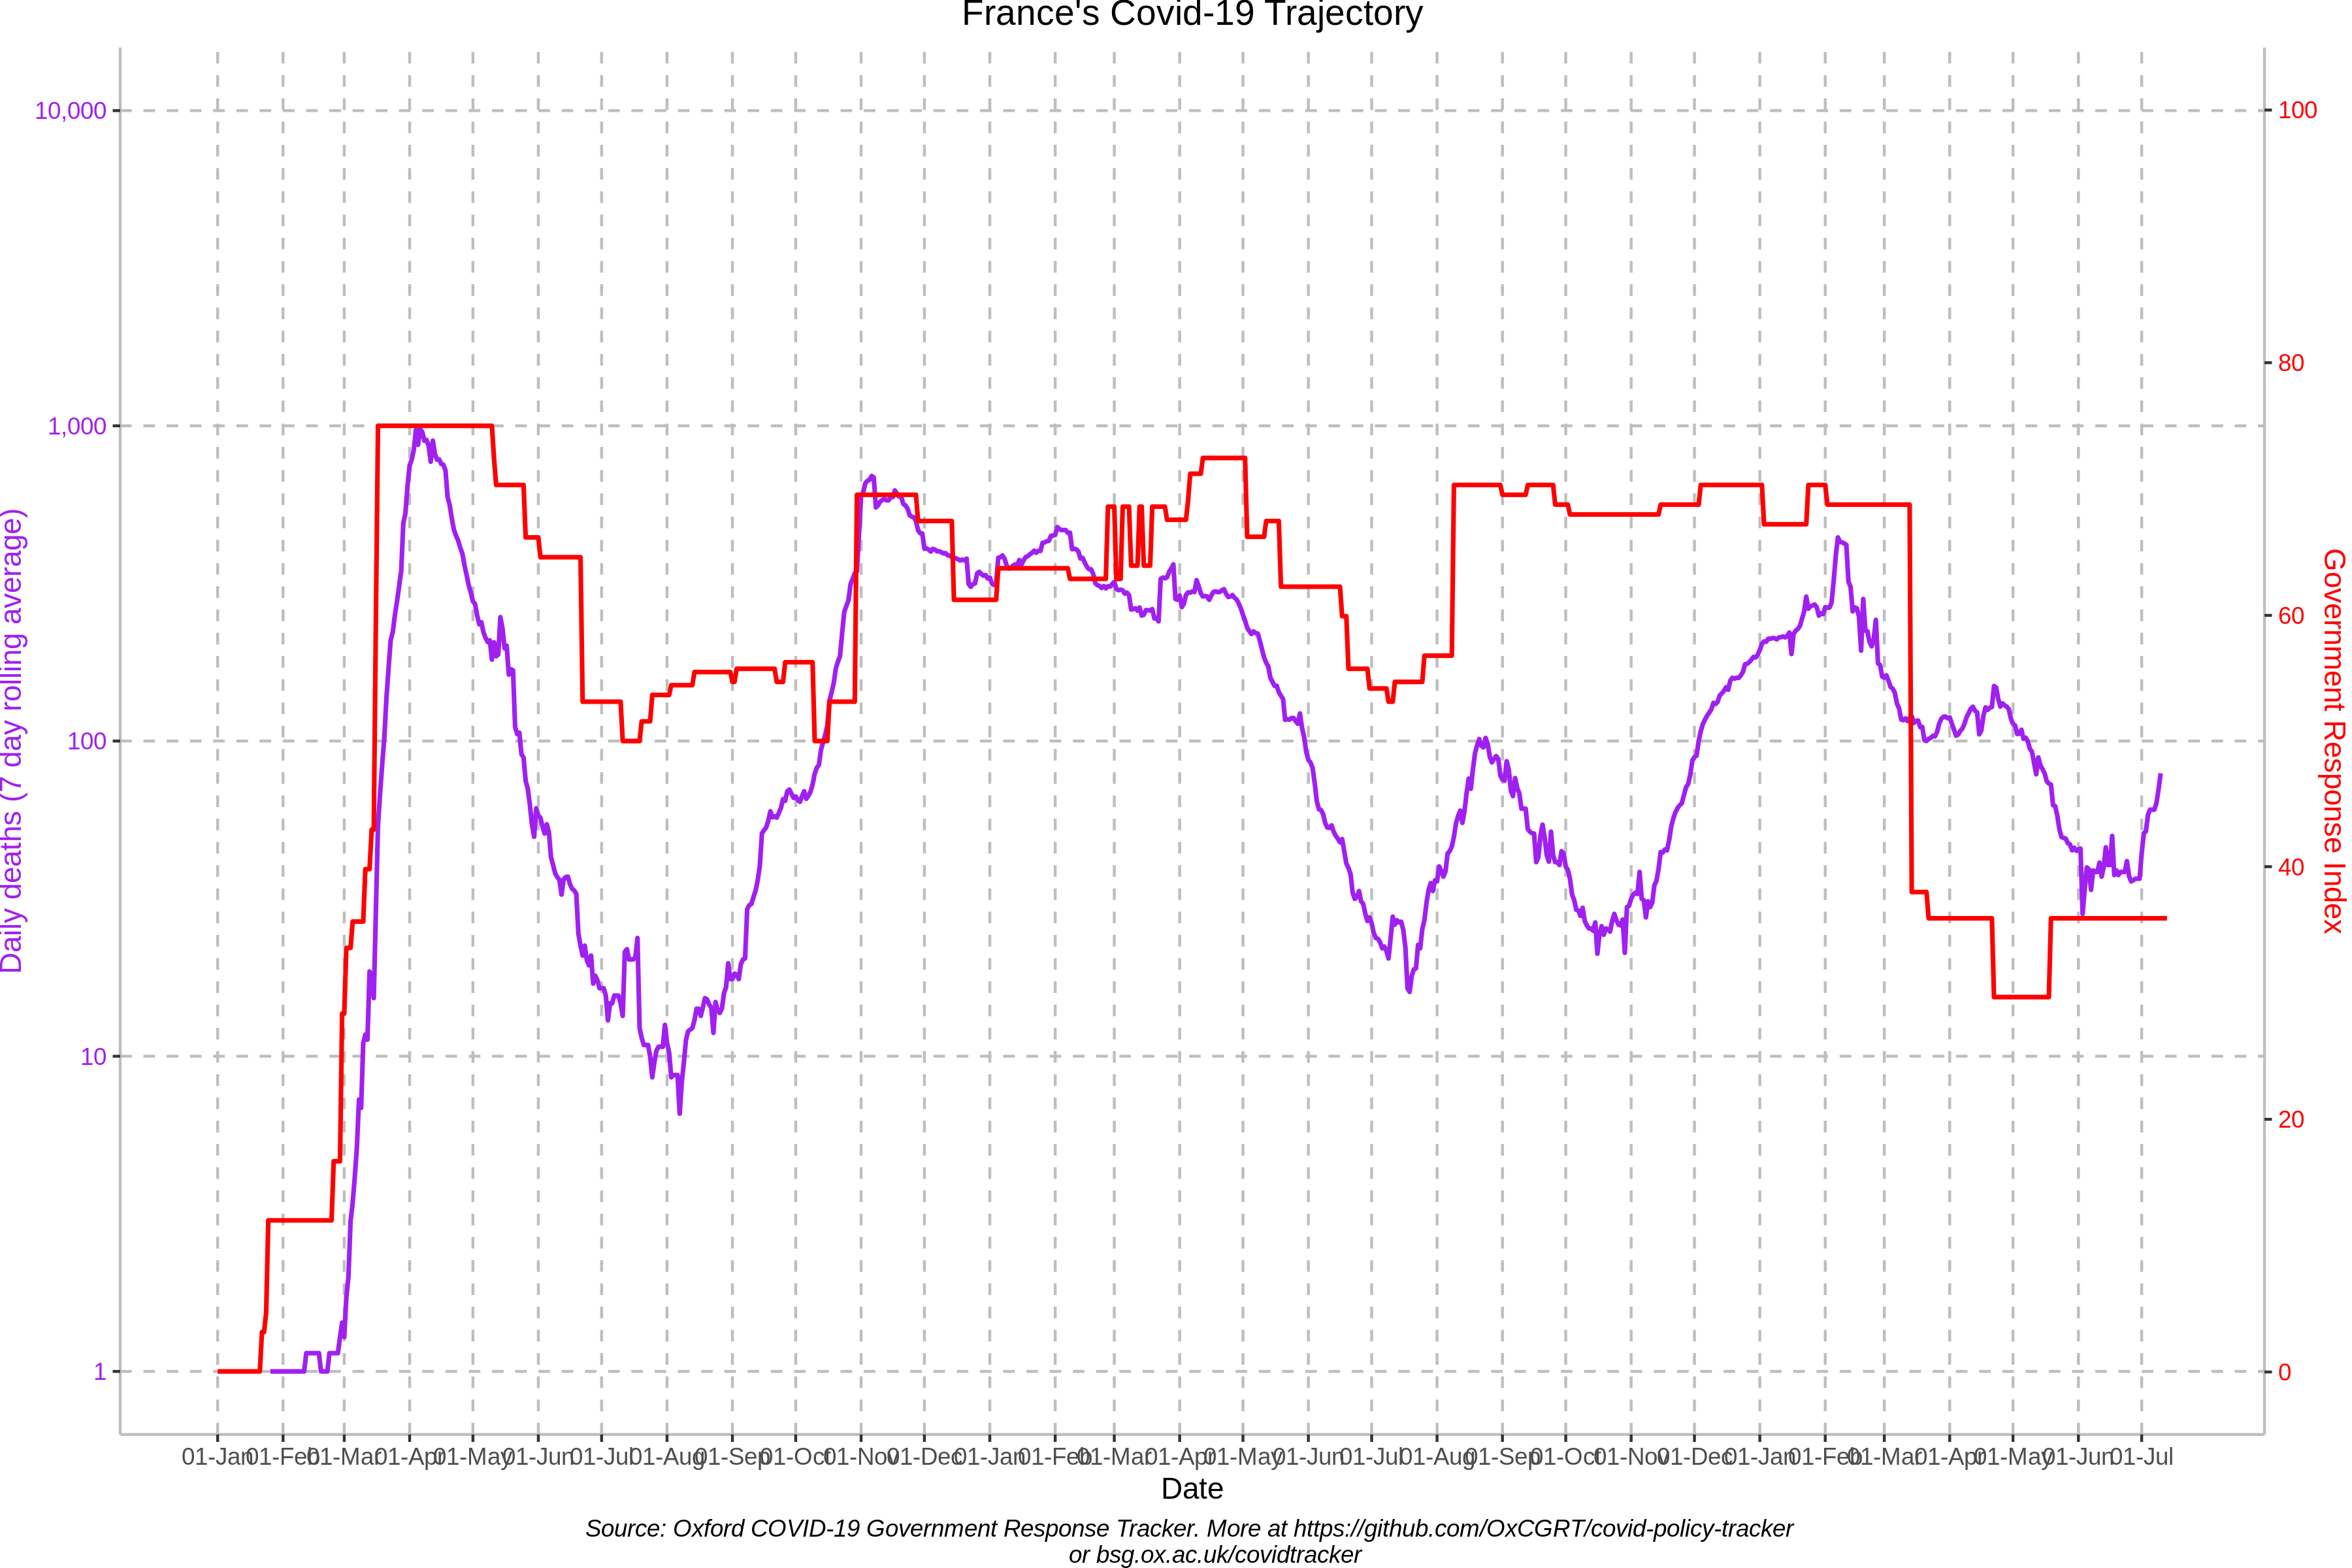 France's Covid-19 Trajectory
10,000
1,000
100
10
1
Daily deaths (7 day rolling average)
100
80
60
40
20
0
Government Response Index
01-Jan 01-Feb 01-Mar 01-Apr 01-May 01-Jun 01-Jul 01-Aug 01-Sep 01-Oct 01-Nov 01-Dec 01-Jan 01-Feb 01-Mar 01-Apr 01-May 01-Jun 01-Jul 01-Aug 01-Sep 01-Oct 01-Nov 01-Dec 01-Jan 01-Feb 01-Mar 01-Apr 01-May 01-Jun 01-Jul
Date
Source: Oxford COVID-19 Government Response Tracker. More at https://github.com/OxCGRT/covid-policy-tracker
or bsg.ox.ac.uk/covidtracker